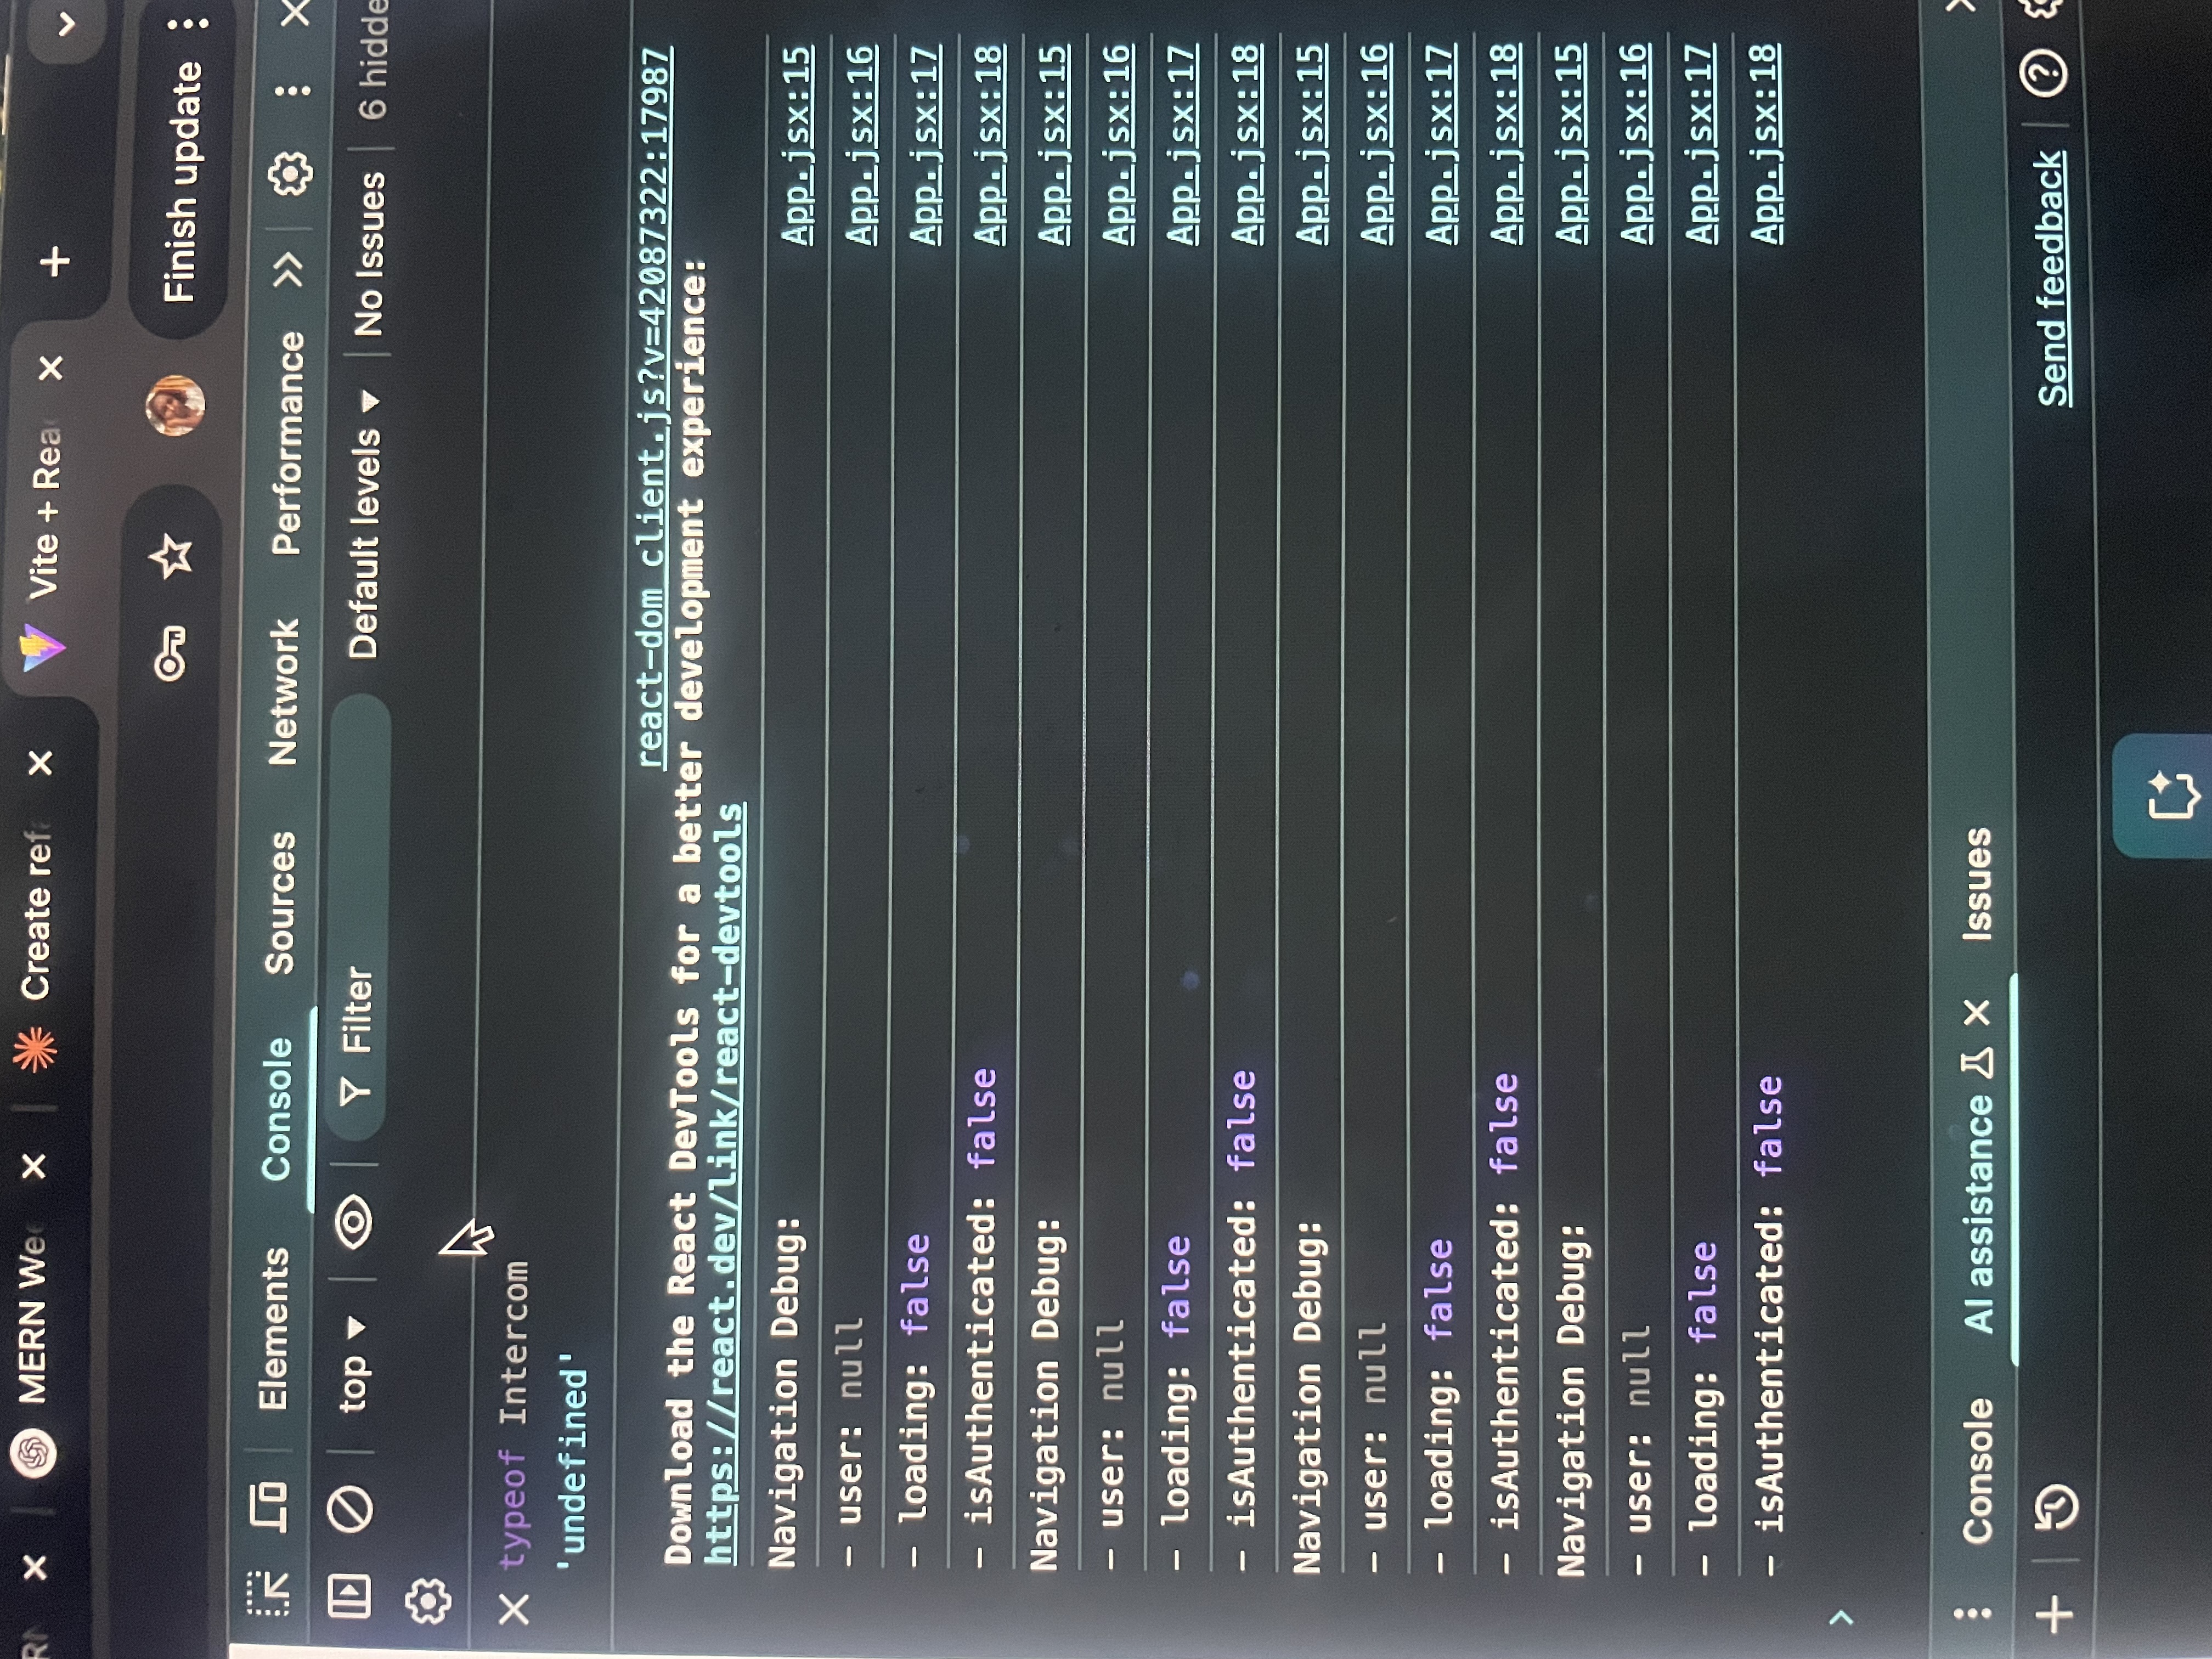 MERN We
Create ref
Vite + Rea
Finish update
Elements Console Sources Network Performance
top Filter Default levels No Issues 6 hidde
typeof Intercom
'undefined'
react-dom_client.js?v=42087322:17987
Download the React DevTools for a better development experience:
https://react.dev/link/react-devtools
Navigation Debug: App.jsx:15
– user: null App.jsx:16
– loading: false App.jsx:17
– isAuthenticated: false App.jsx:18
Navigation Debug: App.jsx:15
– user: null App.jsx:16
– loading: false App.jsx:17
– isAuthenticated: false App.jsx:18
Navigation Debug: App.jsx:15
– user: null App.jsx:16
– loading: false App.jsx:17
– isAuthenticated: false App.jsx:18
Navigation Debug: App.jsx:15
– user: null App.jsx:16
– loading: false App.jsx:17
– isAuthenticated: false App.jsx:18
Console AI assistance Issues
Send feedback